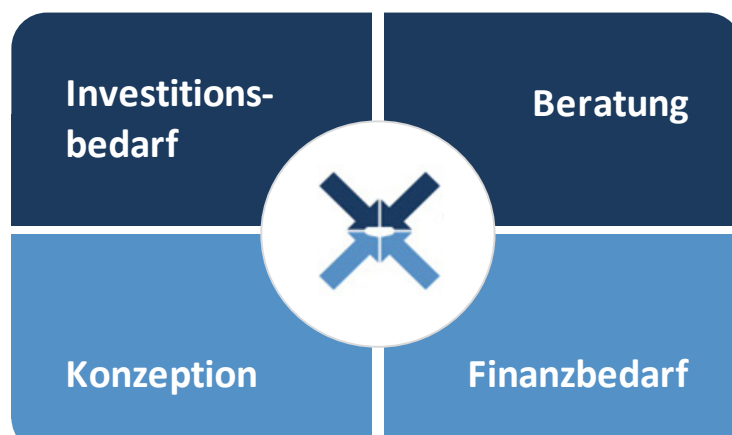 Investitions-
bedarf
Beratung
Konzeption
Finanzbedarf